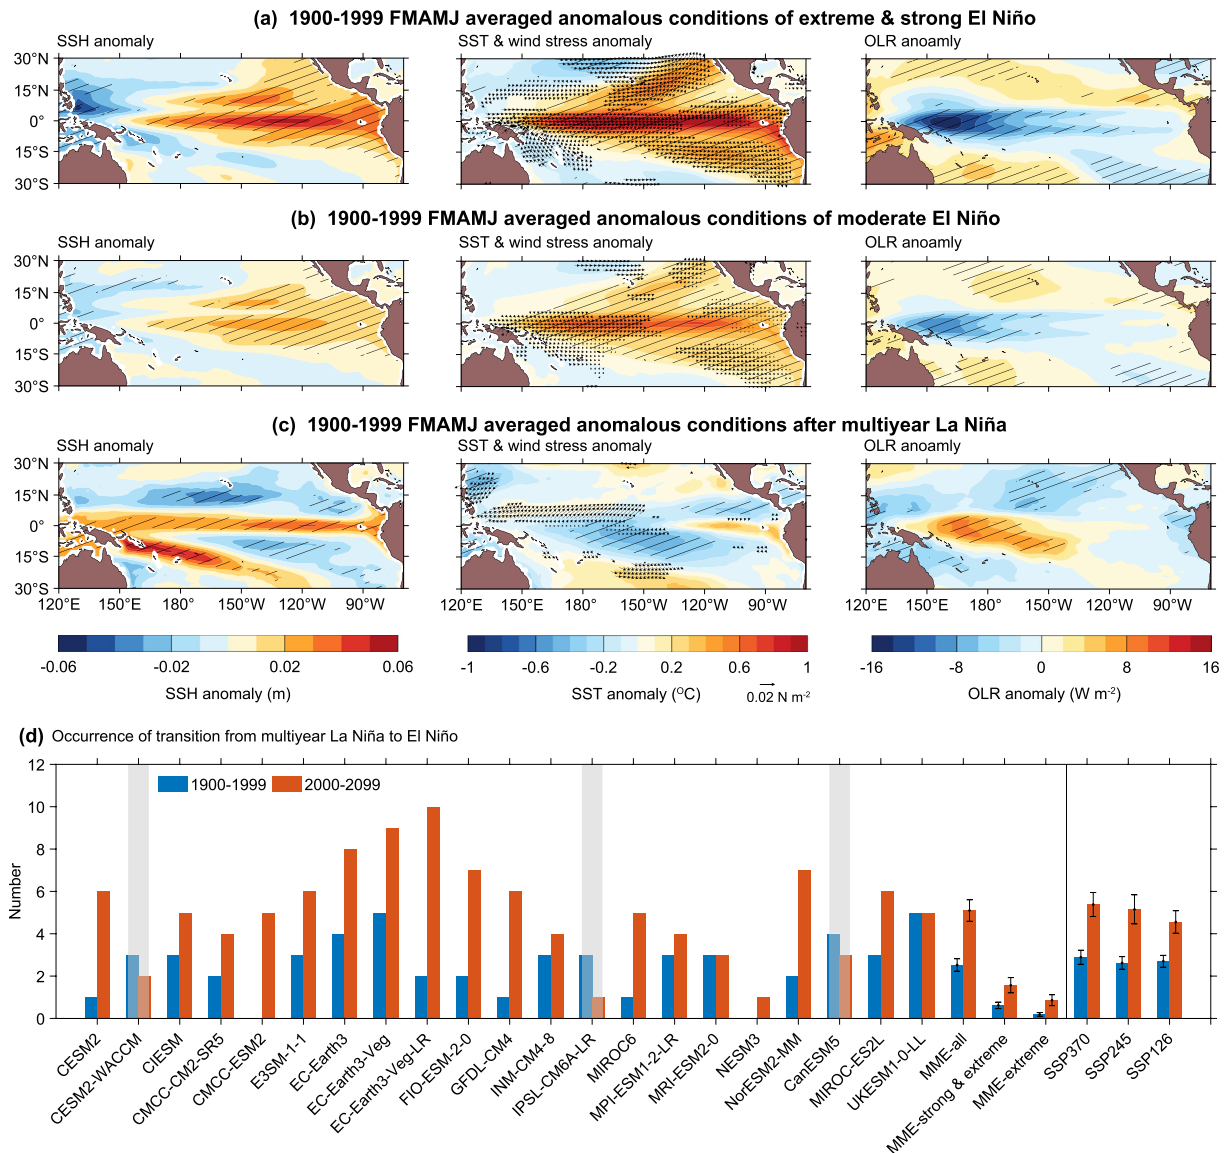 (a) 1900-1999 FMAMJ averaged anomalous conditions of extreme & strong El Niño
SSH anomaly
SST & wind stress anomaly
OLR anoamly
30°N
15°N
0°
15°S
30°S
(b) 1900-1999 FMAMJ averaged anomalous conditions of moderate El Niño
SSH anomaly
SST & wind stress anomaly
OLR anoamly
30°N
15°N
0°
15°S
30°S
(c) 1900-1999 FMAMJ averaged anomalous conditions after multiyear La Niña
SSH anomaly
SST & wind stress anomaly
OLR anoamly
30°N
15°N
0°
15°S
30°S
120°E 150°E 180° 150°W 120°W 90°W
120°E 150°E 180° 150°W 120°W 90°W
120°E 150°E 180° 150°W 120°W 90°W
-0.06 -0.02 0.02 0.06
SSH anomaly (m)
-1 -0.6 -0.2 0.2 0.6 1
SST anomaly (°C)
0.02 N m-2
-16 -8 0 8 16
OLR anomaly (W m-2)
(d) Occurrence of transition from multiyear La Niña to El Niño
1900-1999 2000-2099
Number
12
10
8
6
4
2
0
CESM2
CESM2-WACCM
CIESM
CMCC-CM2-SR5
CMCC-ESM2
E3SM-1-1
EC-Earth3
EC-Earth3-Veg
EC-Earth3-Veg-LR
FIO-ESM-2-0
GFDL-CM4
INM-CM4-8
IPSL-CM6A-LR
MIROC6
MPI-ESM1-2-LR
MRI-ESM2-0
NESM3
NorESM2-MM
CanESM5
MIROC-ES2L
UKESM1-0-LL
MME-all
MME-strong & extreme
MME-extreme
SSP370
SSP245
SSP126